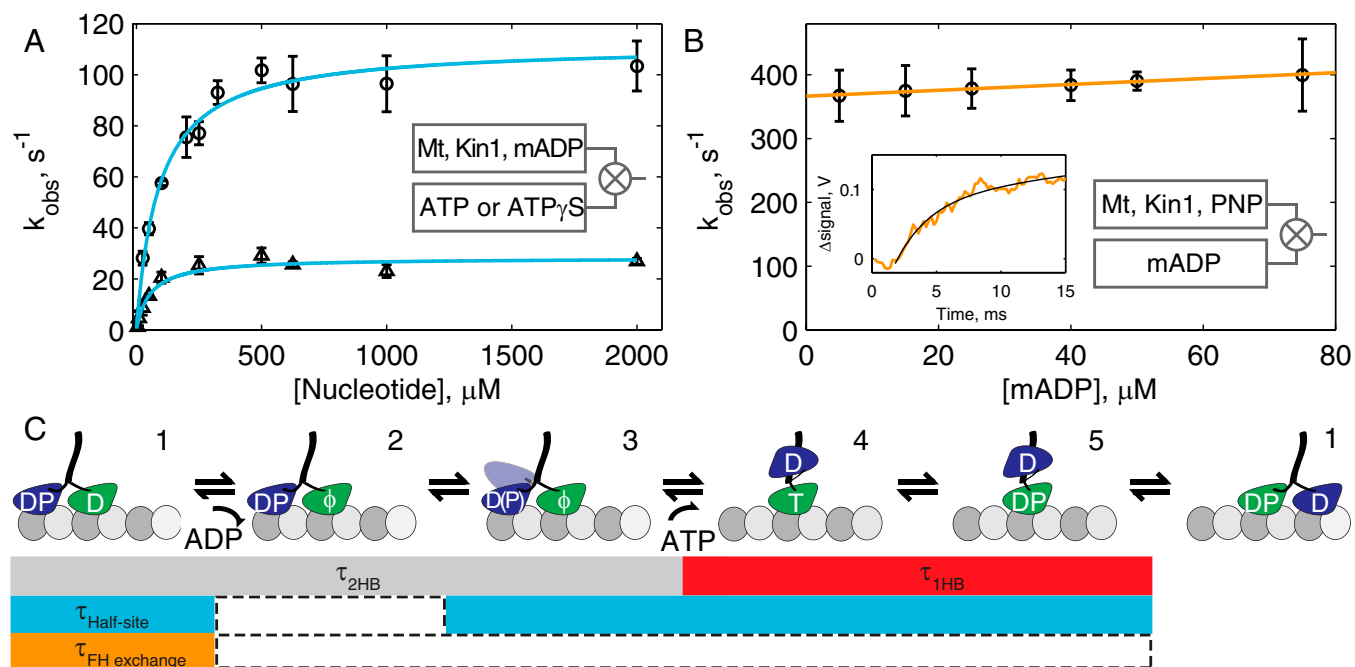 A
120
100
80
60
40
20
0
k_obs, s⁻¹
0 500 1000 1500 2000
[Nucleotide], μM
Mt, Kin1, mADP
ATP or ATPγS
B
400
300
200
100
0
k_obs, s⁻¹
0 20 40 60 80
[mADP], μM
0.1
0
Δsignal, V
0 5 10 15
Time, ms
Mt, Kin1, PNP
mADP
C
1 2 3 4 5 1
DP D DP ϕ D(P) ϕ D T D DP DP D
ADP ATP
τ2HB τ1HB
τHalf-site
τFH exchange